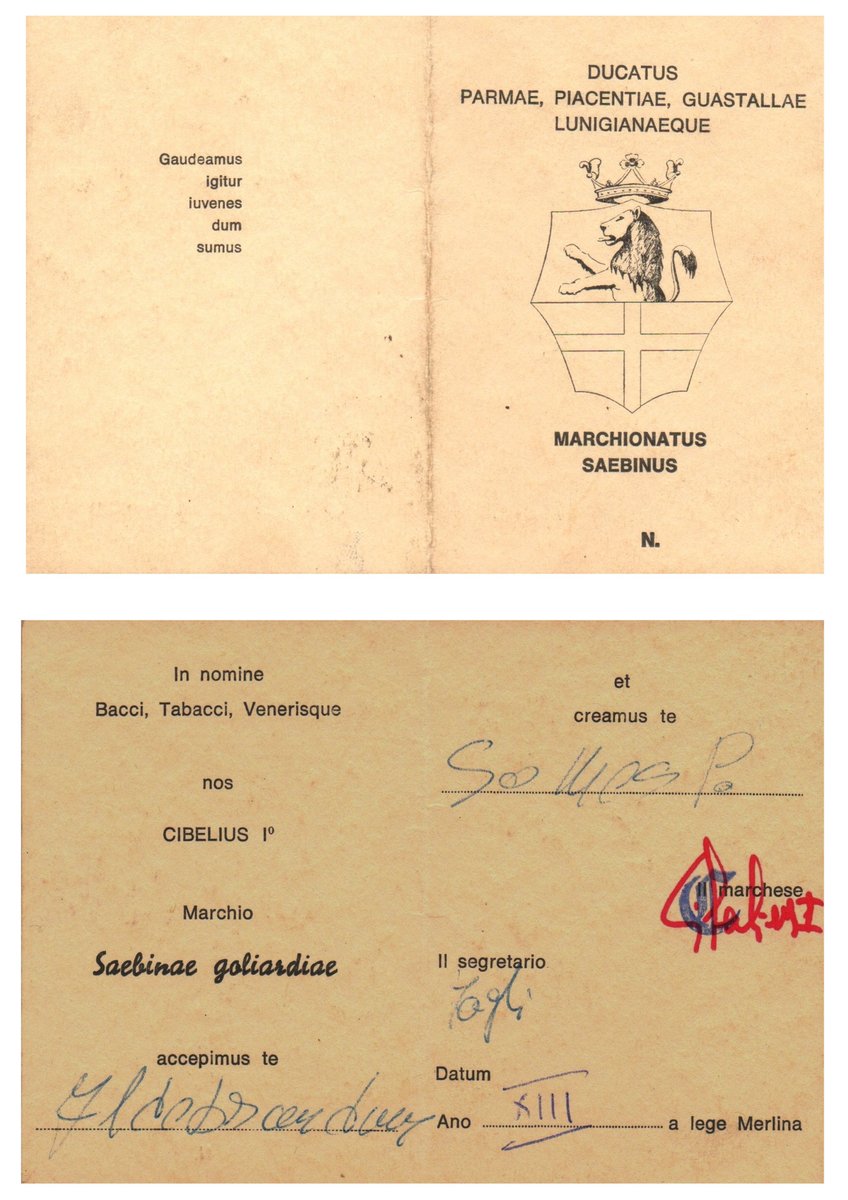 Gaudeamus
igitur
iuvenes
dum
sumus
DUCATUS
PARMAE, PIACENTIAE, GUASTALLAE
LUNIGIANAEQUE
MARCHIONATUS
SAEBINUS
N.
In nomine
Bacci, Tabacci, Venerisque
nos
CIBELIUS Iº
Marchio
Saebinae goliardiae
accepimus te
et
creamus te
Il marchese
Il segretario
Datum
Ano XIII a lege Merlina